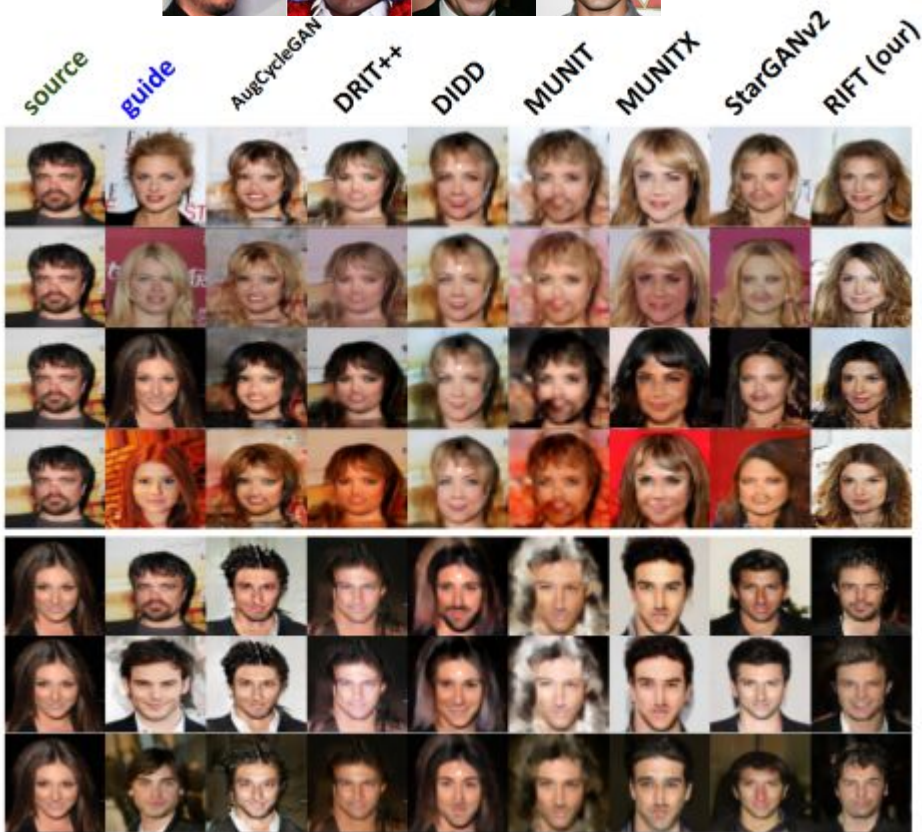 source
guide
AugCycleGAN
DRIT++
DIDD
MUNIT
MUNITX
StarGANv2
RIFT (our)